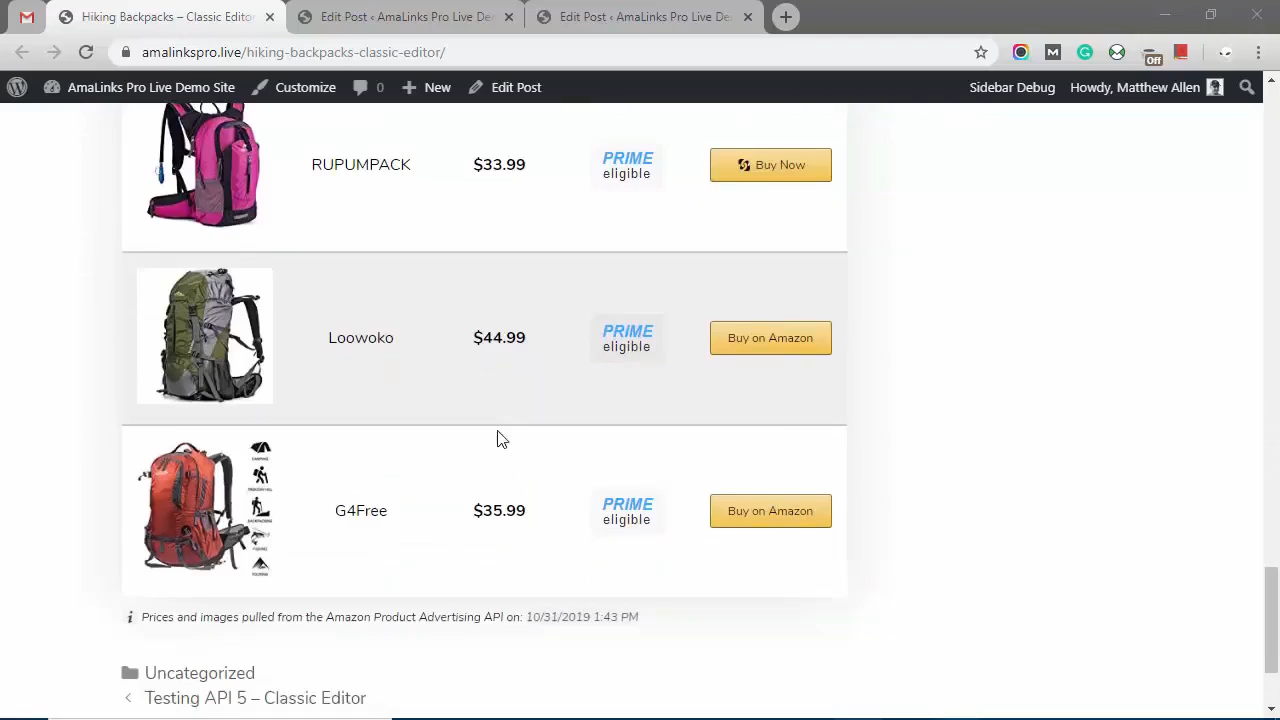 Hiking Backpacks – Classic Editor
Edit Post ‹ AmaLinks Pro Live De
Edit Post ‹ AmaLinks Pro Live De
amalinkspro.live/hiking-backpacks-classic-editor/
Off
AmaLinks Pro Live Demo Site
Customize
0
New
Edit Post
Sidebar Debug
Howdy, Matthew Allen
RUPUMPACK
$33.99
PRIME
eligible
Buy Now
Loowoko
$44.99
PRIME
eligible
Buy on Amazon
G4Free
$35.99
PRIME
eligible
Buy on Amazon
Prices and images pulled from the Amazon Product Advertising API on: 10/31/2019 1:43 PM
Uncategorized
Testing API 5 – Classic Editor